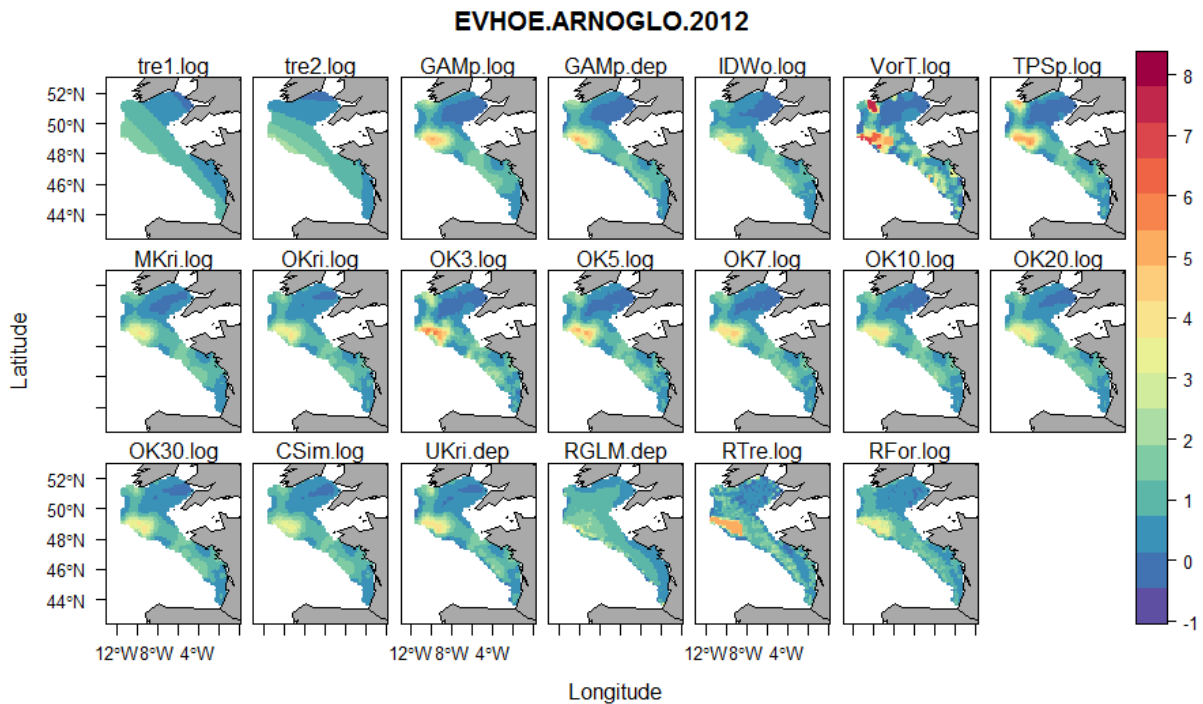 EVHOE.ARNOGLO.2012
tre1.log tre2.log GAMp.log GAMp.dep IDWo.log VorT.log TPSp.log
52°N
50°N
48°N
46°N
44°N
MKri.log OKri.log OK3.log OK5.log OK7.log OK10.log OK20.log
Latitude
OK30.log CSim.log UKri.dep RGLM.dep RTre.log RFor.log
52°N
50°N
48°N
46°N
44°N
12°W 8°W 4°W 12°W 8°W 4°W 12°W 8°W 4°W
Longitude
8
7
6
5
4
3
2
1
0
-1